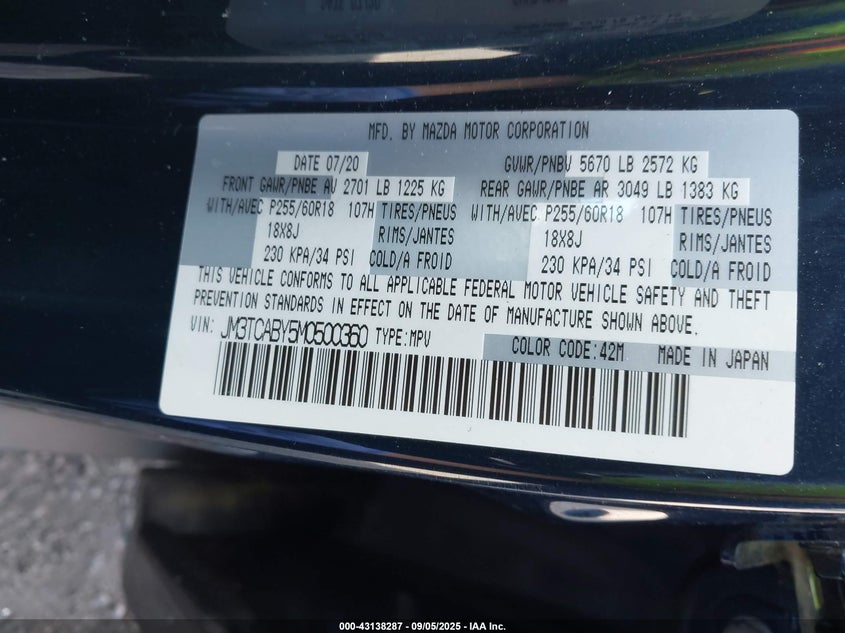 MFD. BY MAZDA MOTOR CORPORATION
DATE 07/20 GVWR/PNBV 5670 LB 2572 KG
FRONT GAWR/PNBE AV 2701 LB 1225 KG REAR GAWR/PNBE AR 3049 LB 1383 KG
WITH/AVEC P255/60R18 107H TIRES/PNEUS WITH/AVEC P255/60R18 107H TIRES/PNEUS
18X8J RIMS/JANTES 18X8J RIMS/JANTES
230 KPA/34 PSI COLD/A FROID 230 KPA/34 PSI COLD/A FROID
THIS VEHICLE CONFORMS TO ALL APPLICABLE FEDERAL MOTOR VEHICLE SAFETY AND THEFT
PREVENTION STANDARDS IN EFFECT ON THE DATE OF MANUFACTURE SHOWN ABOVE.
VIN: JM3TCABY5M0500360 TYPE:MPV
COLOR CODE:42M MADE IN JAPAN
000-43138287 - 09/05/2025 - IAA Inc.